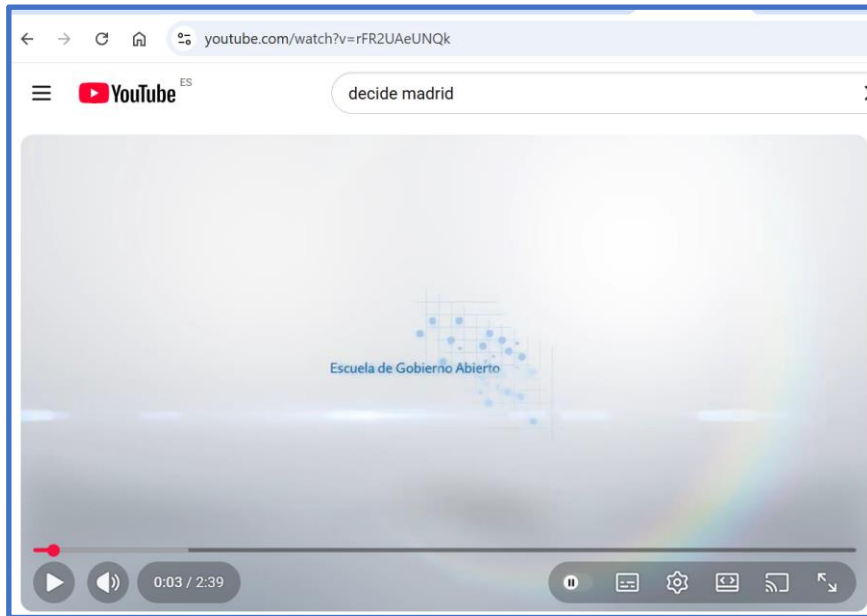 youtube.com/watch?v=rFR2UAeUNQk
YouTube ES
decide madrid
Escuela de Gobierno Abierto
0:03 / 2:39